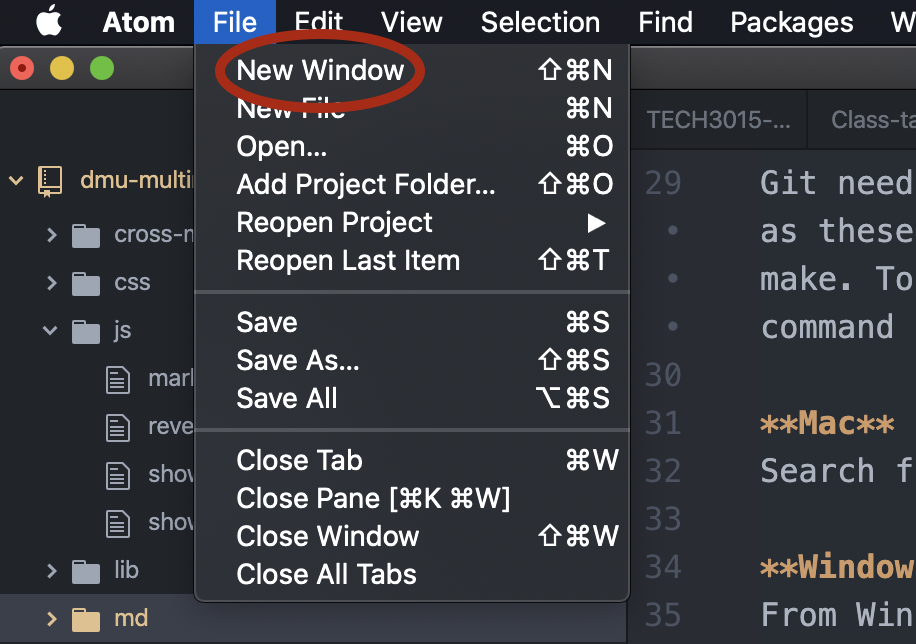 Atom File Edit View Selection Find Packages
New Window ⇧⌘N
New File ⌘N
Open... ⌘O
Add Project Folder... ⇧⌘O
Reopen Project ▶
Reopen Last Item ⇧⌘T
Save ⌘S
Save As... ⇧⌘S
Save All ⌥⌘S
Close Tab ⌘W
Close Pane [⌘K ⌘W]
Close Window ⇧⌘W
Close All Tabs
dmu-multi
cross-m
css
js
mark
reve
show
show
lib
md
TECH3015-... Class-ta
29 Git need
• as these
• make. To
• command
30
31 **Mac**
32 Search f
33
34 **Window
35 From Win